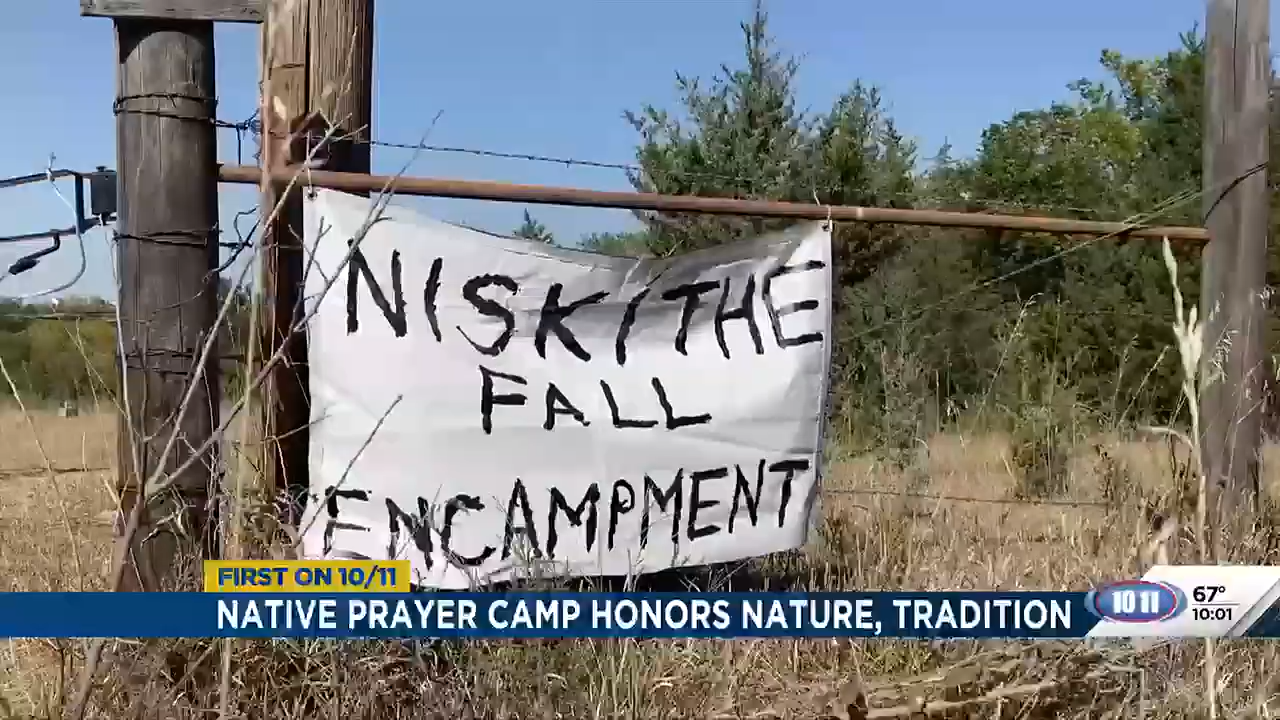 NISKITHE
FALL
ENCAMPMENT
FIRST ON 10/11
NATIVE PRAYER CAMP HONORS NATURE, TRADITION
10 11
67°
10:01